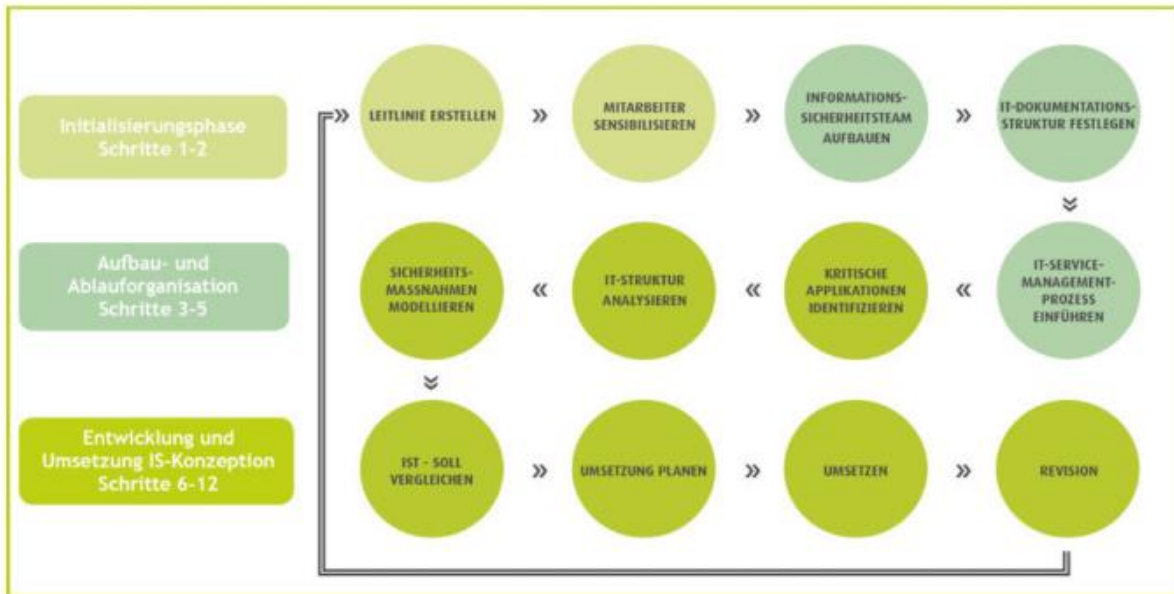 Initialisierungsphase
Schritte 1-2
LEITLINIE ERSTELLEN
MITARBEITER
SENSIBILISIEREN
INFORMATIONS-
SICHERHEITSTEAM
AUFBAUEN
IT-DOKUMENTATIONS-
STRUKTUR FESTLEGEN
Aufbau- und
Ablauforganisation
Schritte 3-5
SICHERHEITS-
MASSNAHMEN
MODELLIEREN
IT-STRUKTUR
ANALYSIEREN
KRITISCHE
APPLIKATIONEN
IDENTIFIZIEREN
IT-SERVICE-
MANAGEMENT-
PROZESS
EINFÜHREN
Entwicklung und
Umsetzung IS-Konzeption
Schritte 6-12
IST - SOLL
VERGLEICHEN
UMSETZUNG PLANEN
UMSETZEN
REVISION